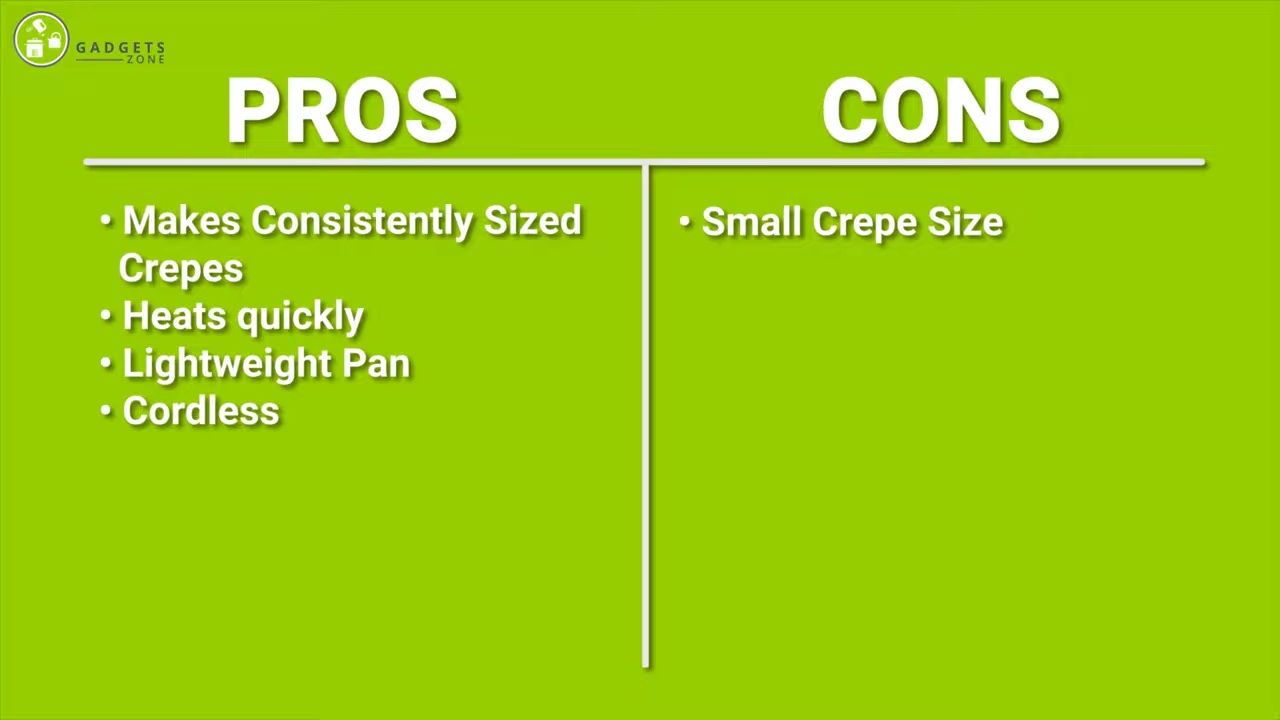 GADGETS
ZONE
PROS
CONS
• Makes Consistently Sized
Crepes
• Heats quickly
• Lightweight Pan
• Cordless
• Small Crepe Size